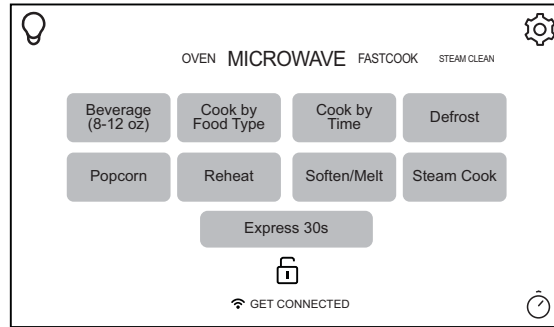 OVEN MICROWAVE FASTCOOK STEAM CLEAN
Beverage
(8-12 oz)
Cook by
Food Type
Cook by
Time
Defrost
Popcorn
Reheat
Soften/Melt
Steam Cook
Express 30s
GET CONNECTED